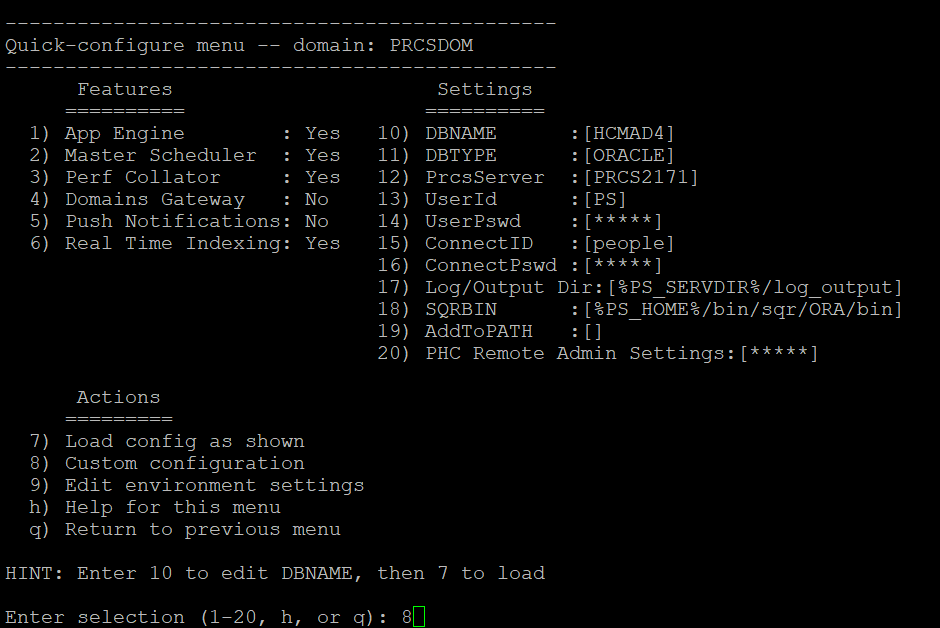 ----------------------------------------------
Quick-configure menu -- domain: PRCSDOM
----------------------------------------------
      Features                      Settings
     ==========                    ==========
  1) App Engine        : Yes   10) DBNAME      :[HCMAD4]
  2) Master Scheduler  : Yes   11) DBTYPE      :[ORACLE]
  3) Perf Collator     : Yes   12) PrcsServer  :[PRCS2171]
  4) Domains Gateway   : No    13) UserId      :[PS]
  5) Push Notifications: No    14) UserPswd    :[*****]
  6) Real Time Indexing: Yes   15) ConnectID   :[people]
                               16) ConnectPswd :[*****]
                               17) Log/Output Dir:[%PS_SERVDIR%/log_output]
                               18) SQRBIN      :[%PS_HOME%/bin/sqr/ORA/bin]
                               19) AddToPATH   :[]
                               20) PHC Remote Admin Settings:[*****]
      Actions
     =========
  7) Load config as shown
  8) Custom configuration
  9) Edit environment settings
  h) Help for this menu
  q) Return to previous menu
HINT: Enter 10 to edit DBNAME, then 7 to load
Enter selection (1-20, h, or q): 8